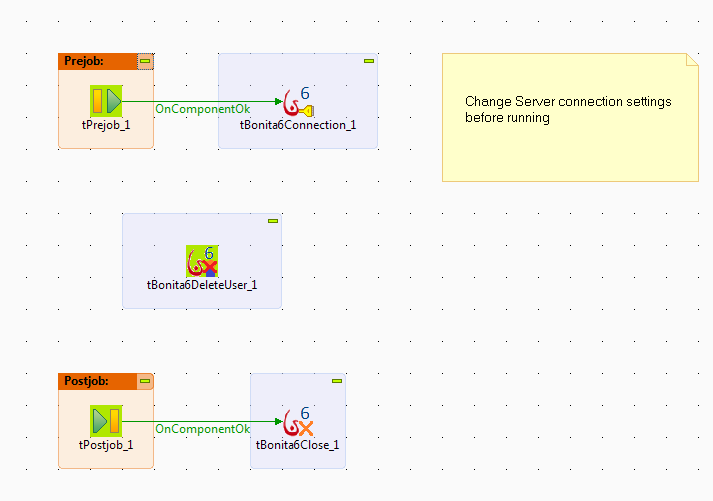 Prejob:
6
OnComponentOk
tPrejob_1
tBonita6Connection_1
Change Server connection settings
before running
6
tBonita6DeleteUser_1
Postjob:
6
OnComponentOk
tPostjob_1
tBonita6Close_1